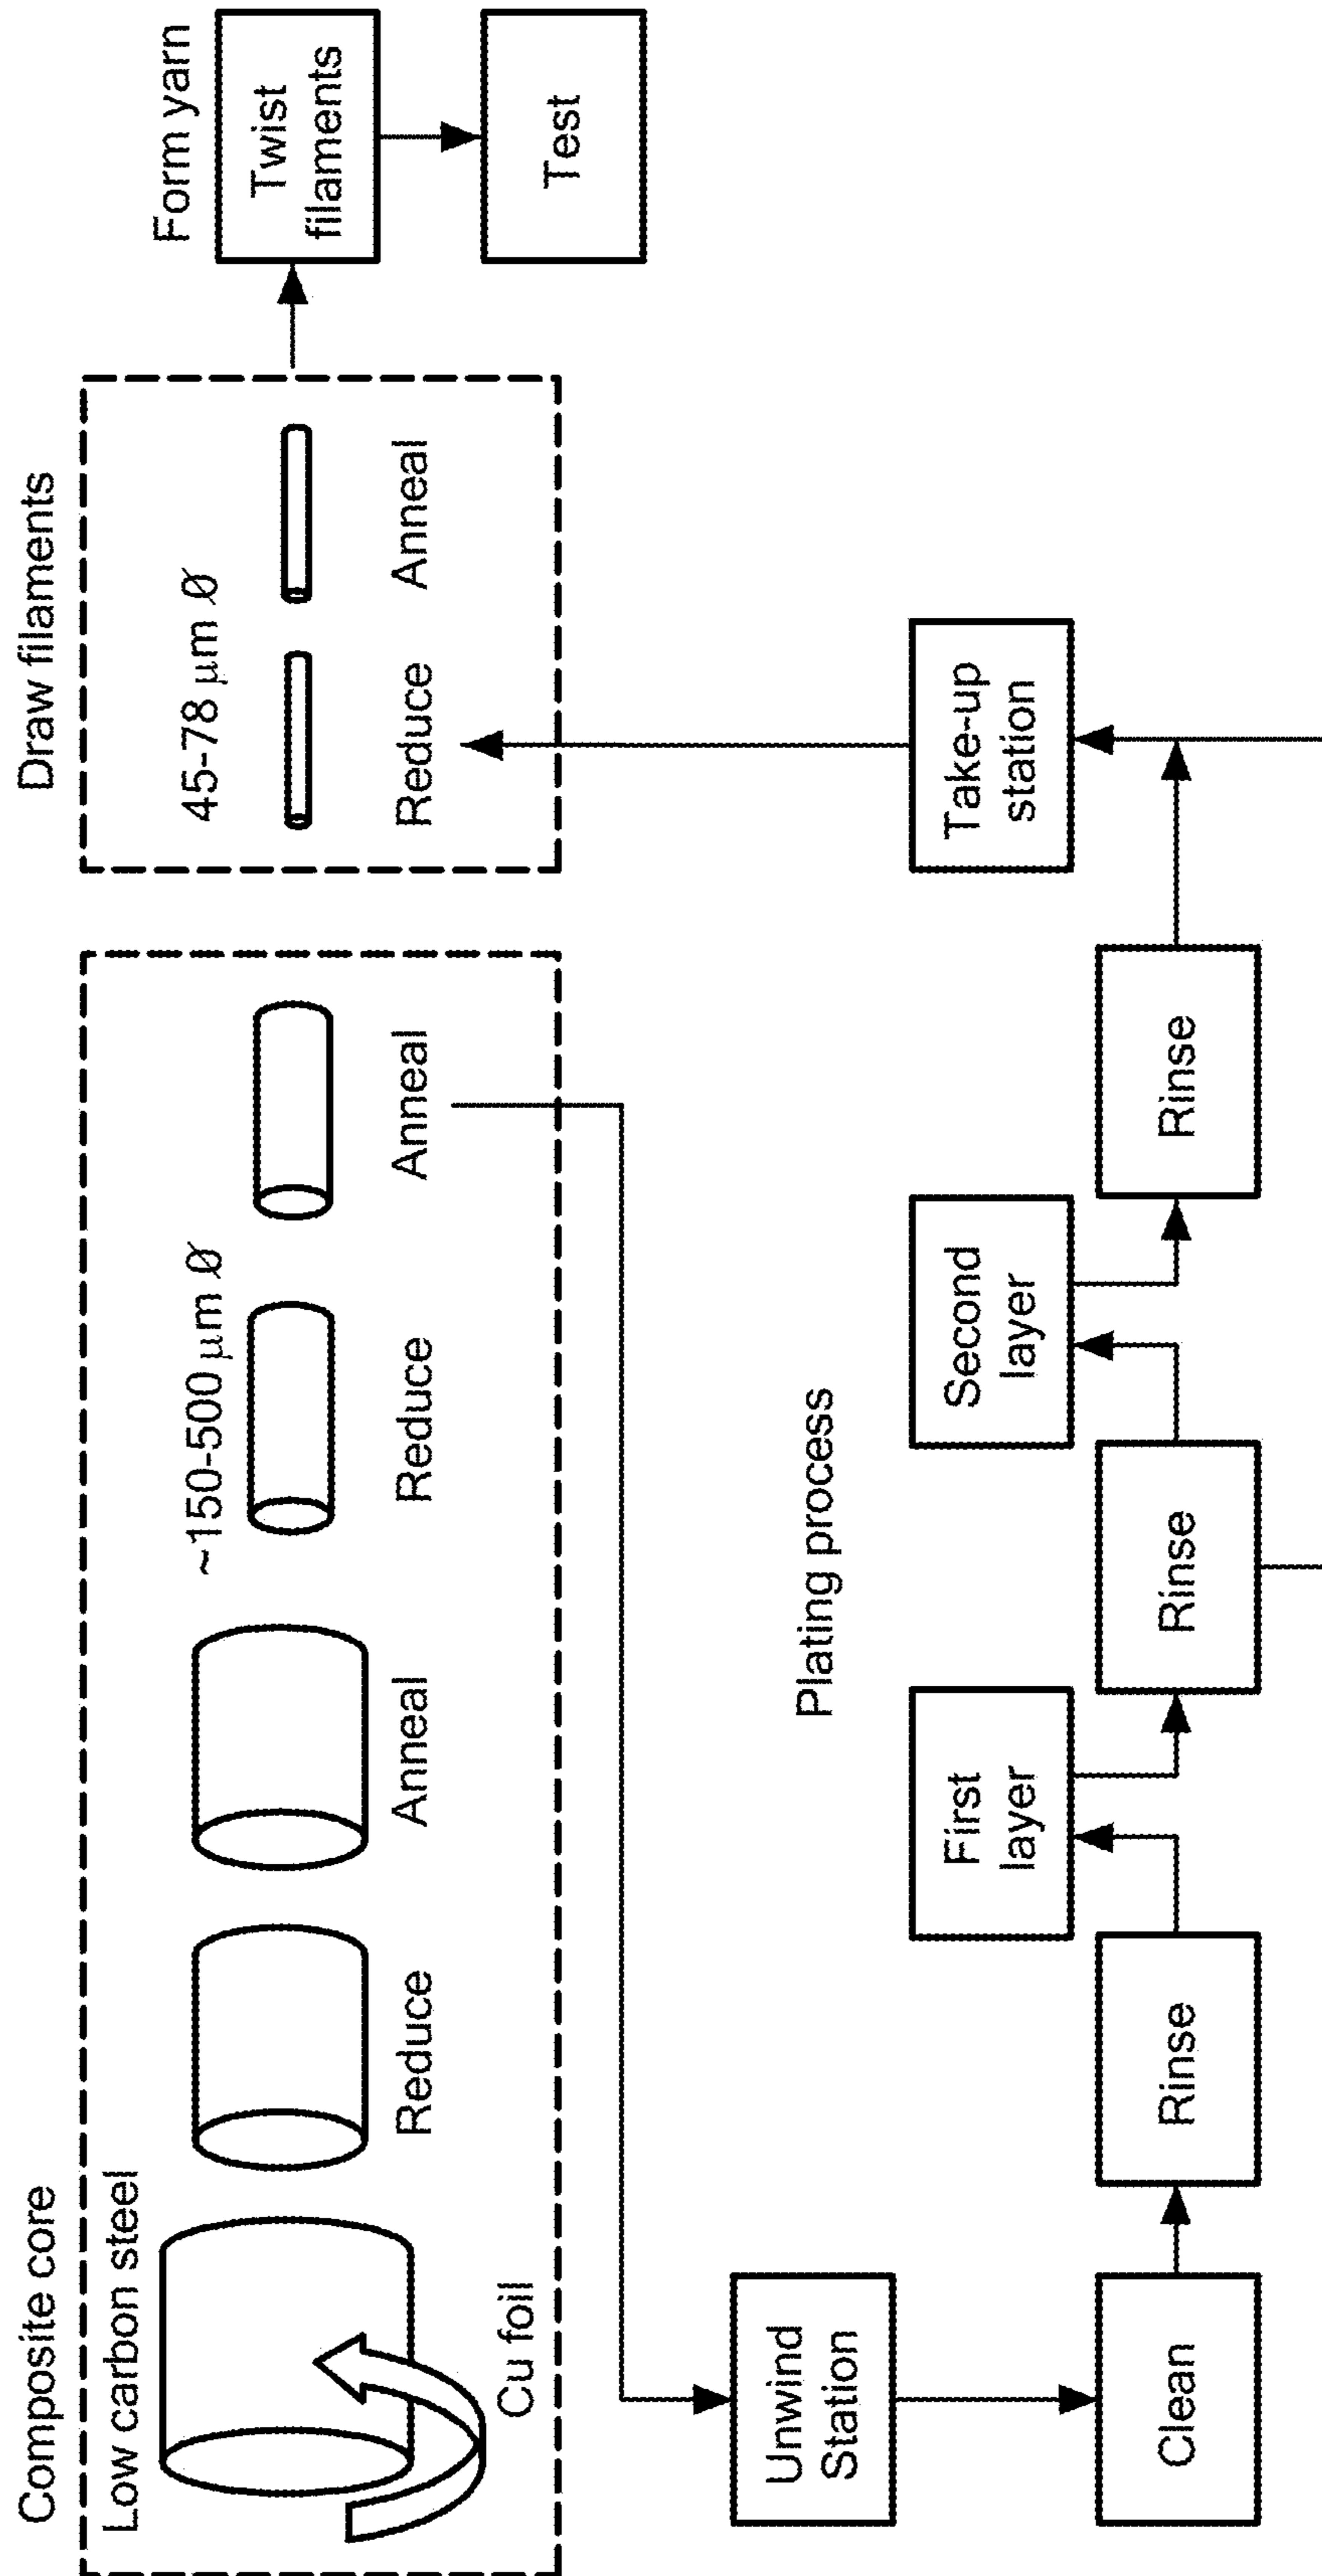 Composite core
Low carbon steel
Cu foil
Reduce
Anneal
~150-500 μm Ø
Reduce
Anneal
Draw filaments
45-78 μm Ø
Reduce
Anneal
Form yarn
Twist
filaments
Test
Plating process
Unwind
Station
Clean
Rinse
First
layer
Rinse
Second
layer
Rinse
Take-up
station